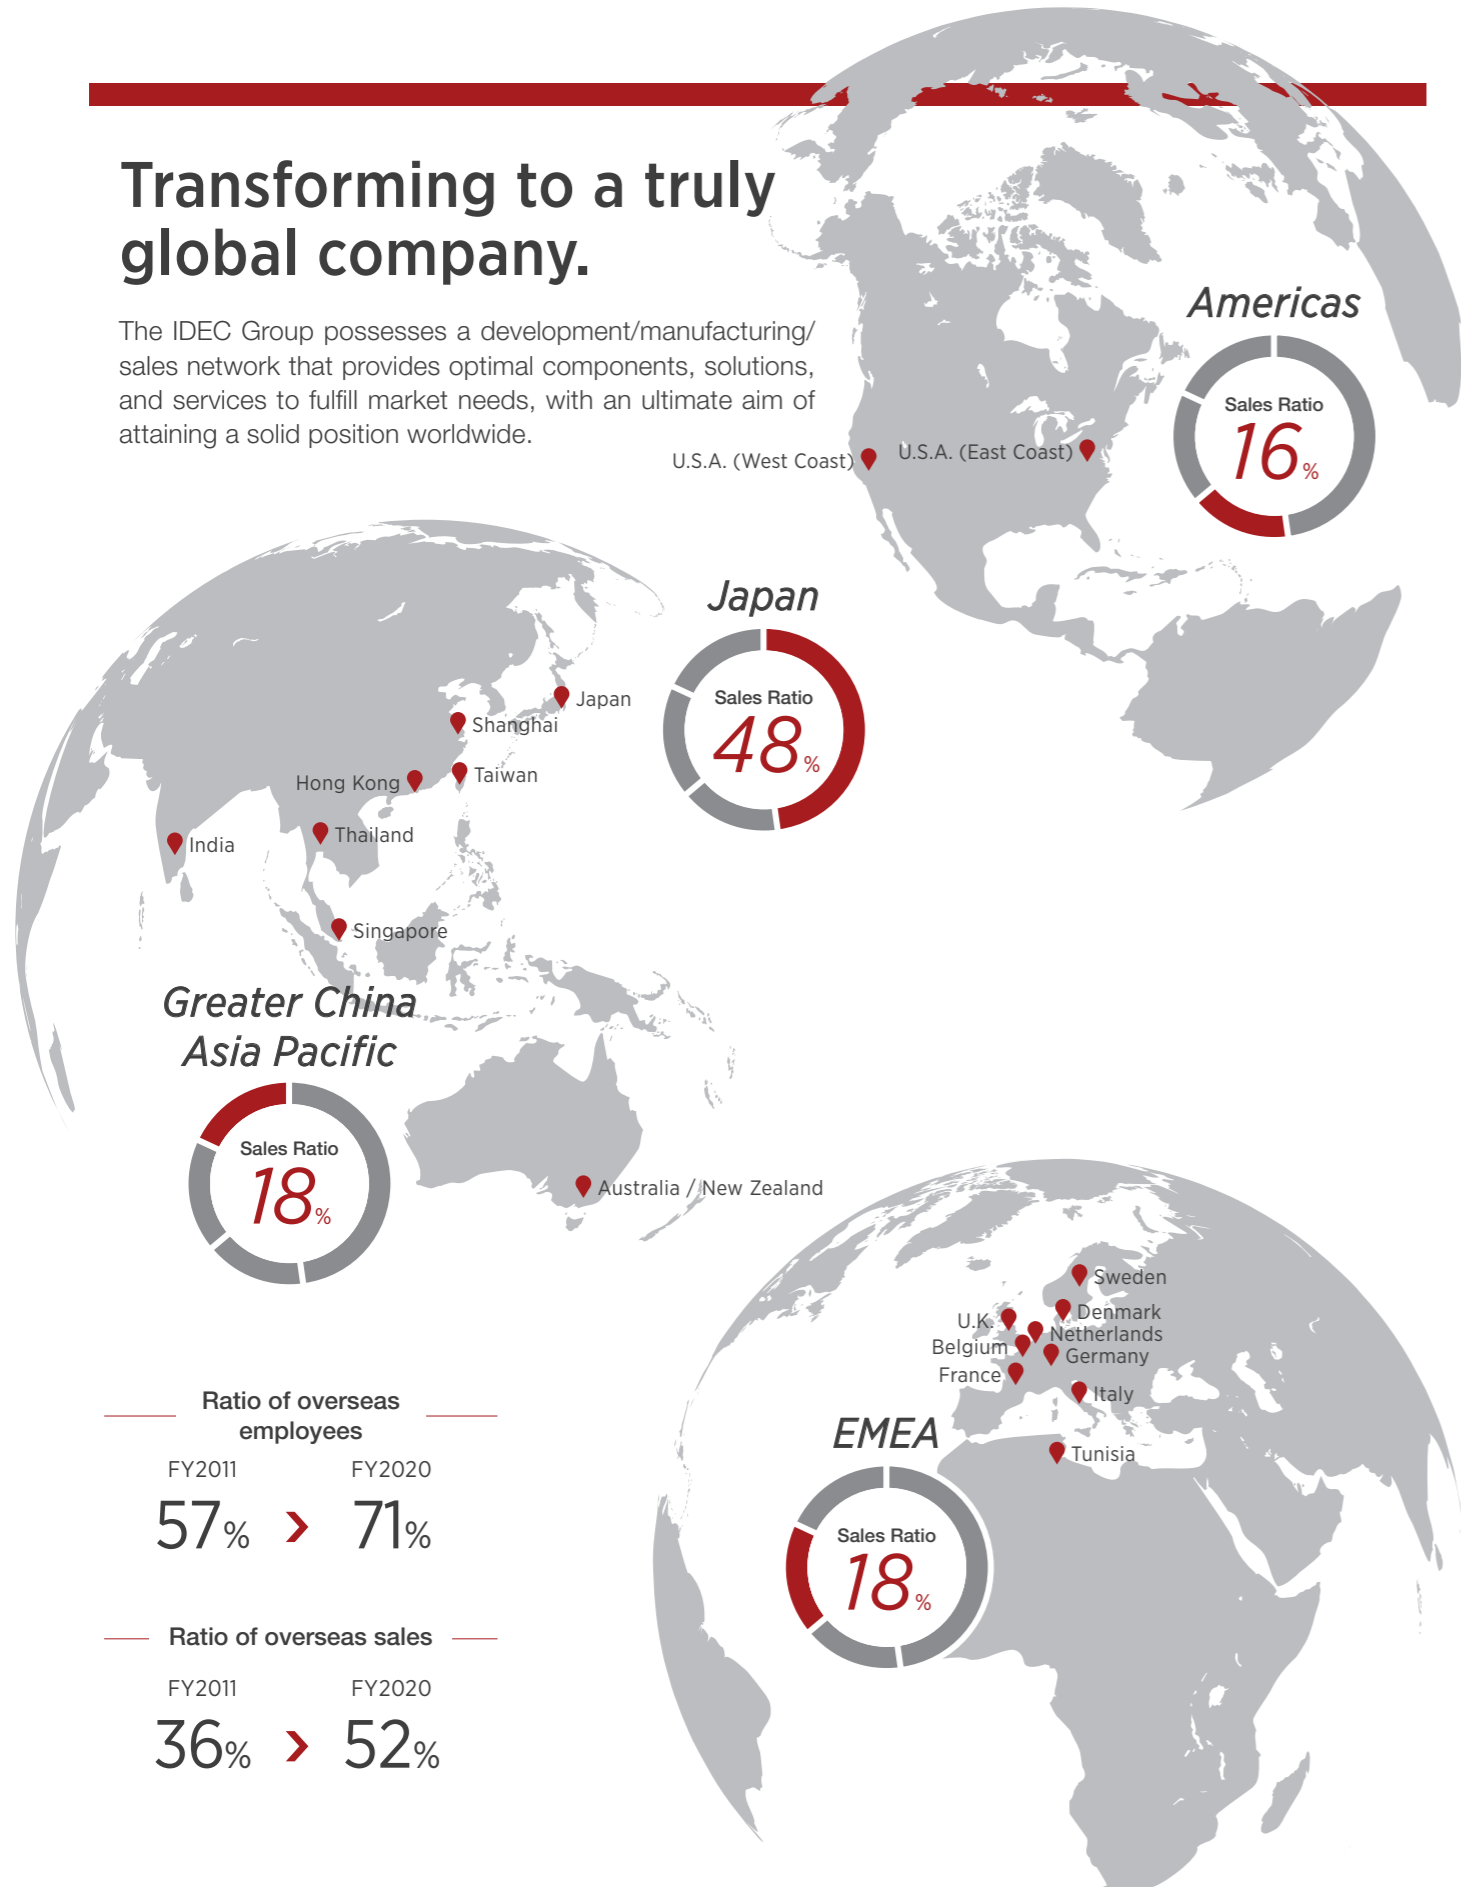 Transforming to a truly
global company.
The IDEC Group possesses a development/manufacturing/
sales network that provides optimal components, solutions,
and services to fulfill market needs, with an ultimate aim of
attaining a solid position worldwide.
Americas
Sales Ratio
16%
U.S.A. (West Coast)
U.S.A. (East Coast)
Japan
Sales Ratio
48%
Japan
Shanghai
Taiwan
Hong Kong
Thailand
India
Singapore
Greater China
Asia Pacific
Sales Ratio
18%
Australia / New Zealand
Sweden
Denmark
U.K.
Netherlands
Belgium
Germany
France
Italy
Tunisia
EMEA
Sales Ratio
18%
Ratio of overseas
employees
FY2011 FY2020
57% 71%
Ratio of overseas sales
FY2011 FY2020
36% 52%